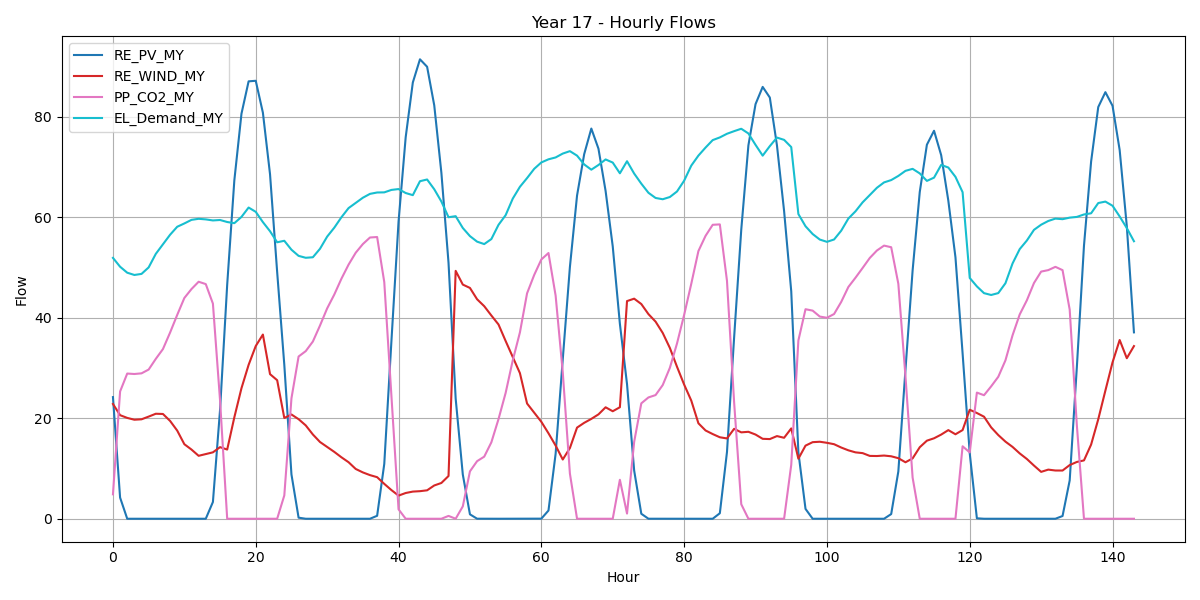 Year 17 - Hourly Flows
RE_PV_MY
RE_WIND_MY
PP_CO2_MY
EL_Demand_MY
Flow
80
60
40
20
0
0 20 40 60 80 100 120 140
Hour